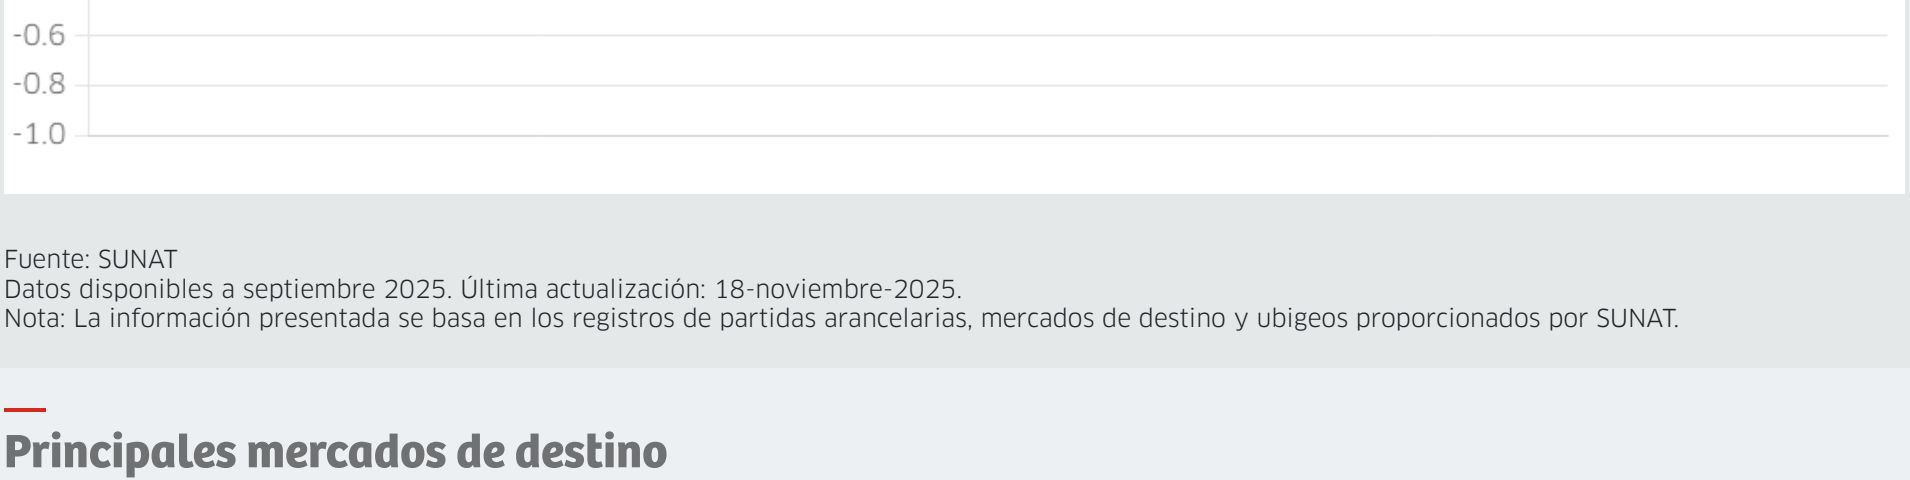 -0.6
-0.8
-1.0
Fuente: SUNAT
Datos disponibles a septiembre 2025. Última actualización: 18-noviembre-2025.
Nota: La información presentada se basa en los registros de partidas arancelarias, mercados de destino y ubigeos proporcionados por SUNAT.
Principales mercados de destino